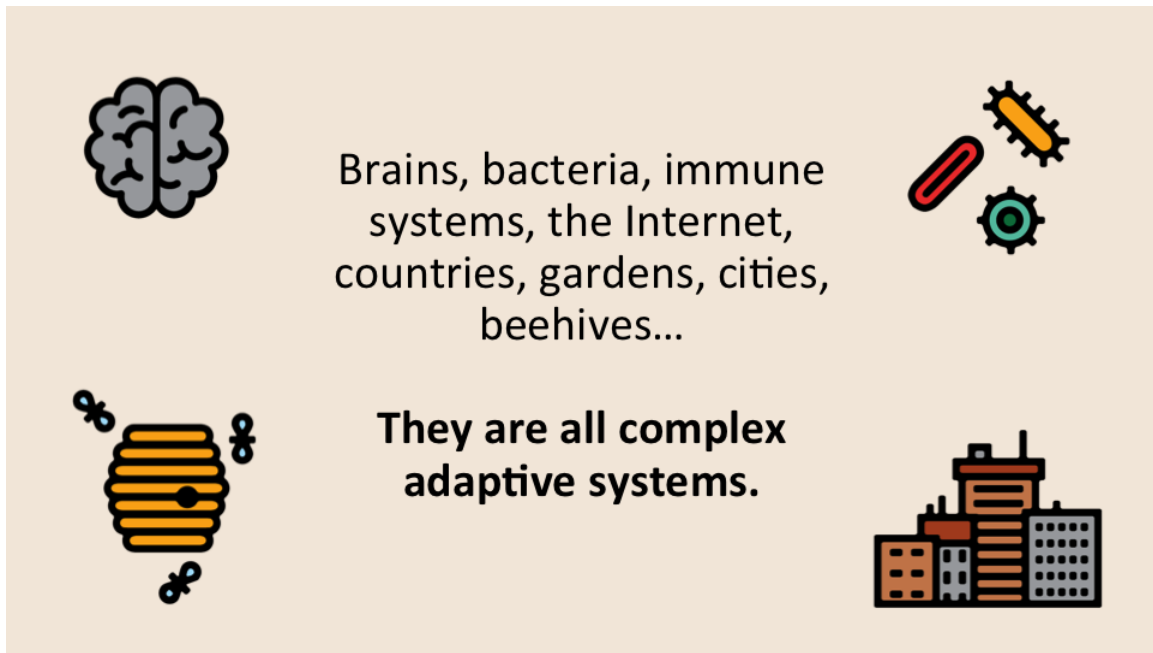 Brains, bacteria, immune
systems, the Internet,
countries, gardens, cities,
beehives…
They are all complex
adaptive systems.